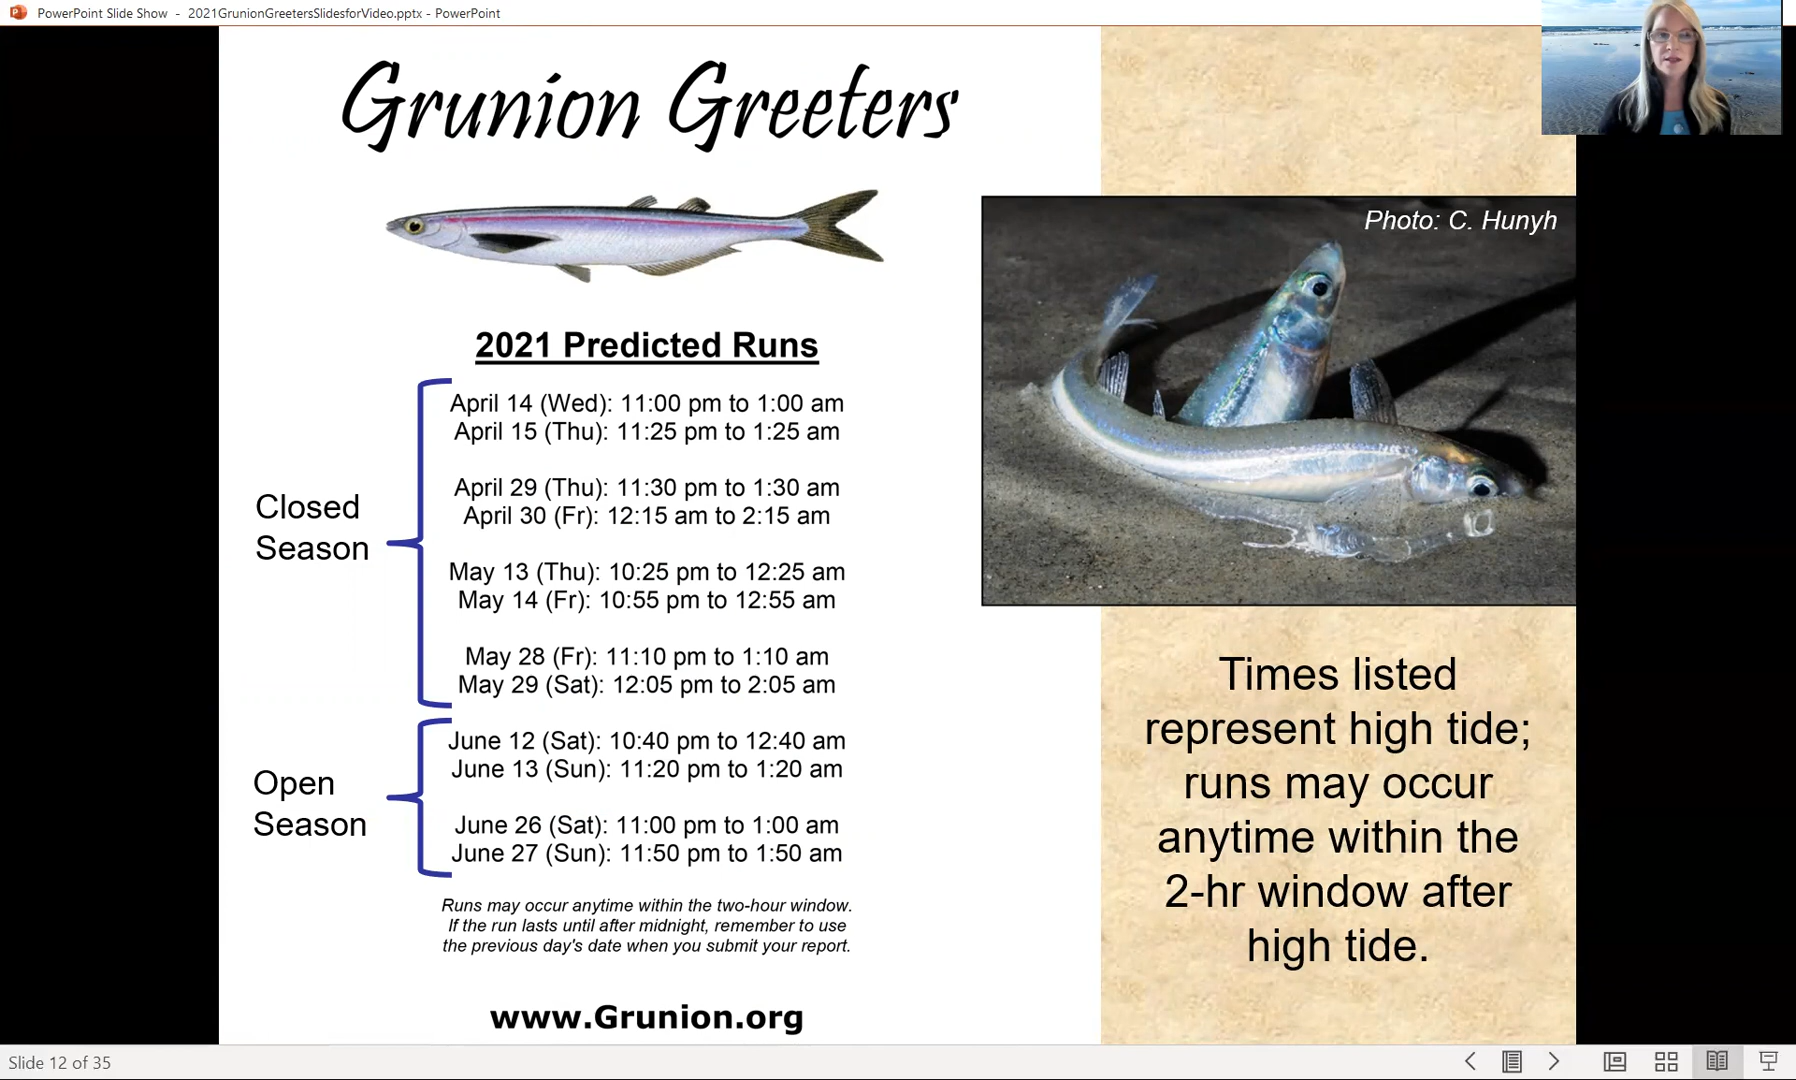 PowerPoint Slide Show - 2021GrunionGreetersSlidesforVideo.pptx - PowerPoint
Grunion Greeters
Photo: C. Hunyh
2021 Predicted Runs
Closed
Season
April 14 (Wed): 11:00 pm to 1:00 am
April 15 (Thu): 11:25 pm to 1:25 am
April 29 (Thu): 11:30 pm to 1:30 am
April 30 (Fr): 12:15 am to 2:15 am
May 13 (Thu): 10:25 pm to 12:25 am
May 14 (Fr): 10:55 pm to 12:55 am
May 28 (Fr): 11:10 pm to 1:10 am
May 29 (Sat): 12:05 pm to 2:05 am
Open
Season
June 12 (Sat): 10:40 pm to 12:40 am
June 13 (Sun): 11:20 pm to 1:20 am
June 26 (Sat): 11:00 pm to 1:00 am
June 27 (Sun): 11:50 pm to 1:50 am
Runs may occur anytime within the two-hour window.
If the run lasts until after midnight, remember to use
the previous day's date when you submit your report.
www.Grunion.org
Times listed
represent high tide;
runs may occur
anytime within the
2-hr window after
high tide.
Slide 12 of 35